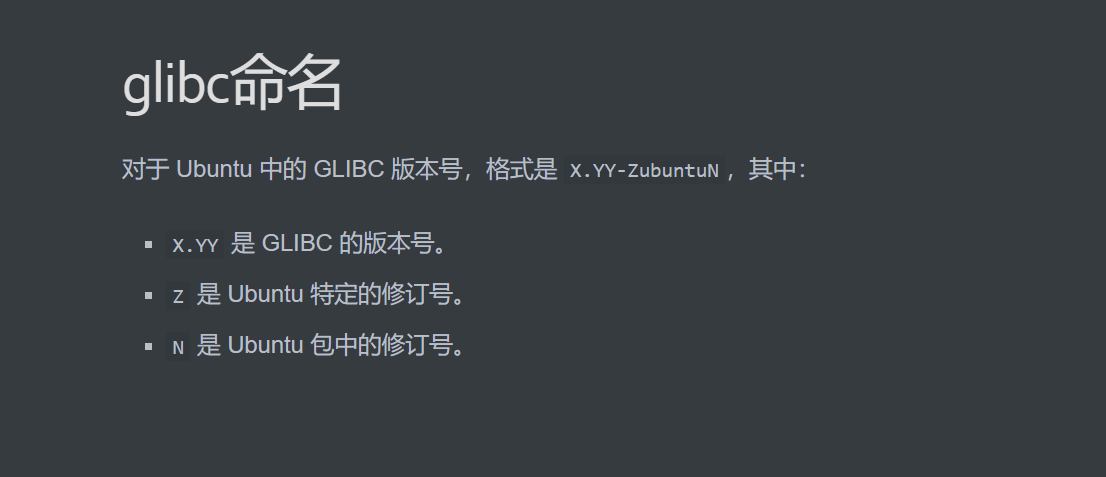 glibc命名
对于 Ubuntu 中的 GLIBC 版本号，格式是 X.YY-ZubuntuN，其中：
X.YY 是 GLIBC 的版本号。
Z 是 Ubuntu 特定的修订号。
N 是 Ubuntu 包中的修订号。